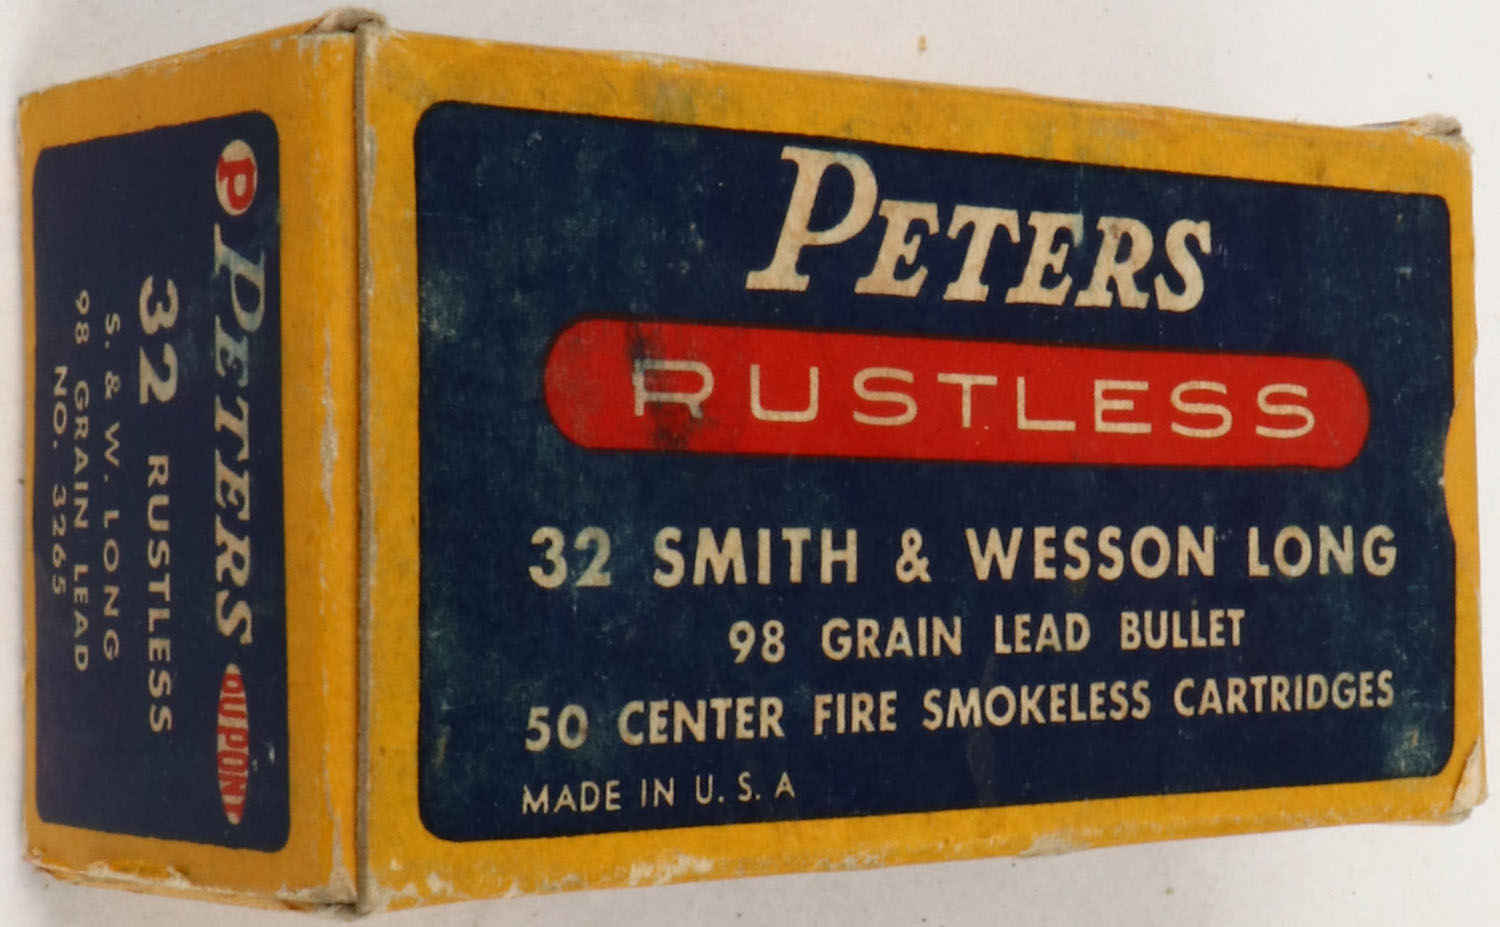 PETERS
RUSTLESS
32 SMITH & WESSON LONG
98 GRAIN LEAD BULLET
50 CENTER FIRE SMOKELESS CARTRIDGES
MADE IN U. S. A
P PETERS DUPONT
32 RUSTLESS
S. & W. LONG
98 GRAIN LEAD
NO. 3265